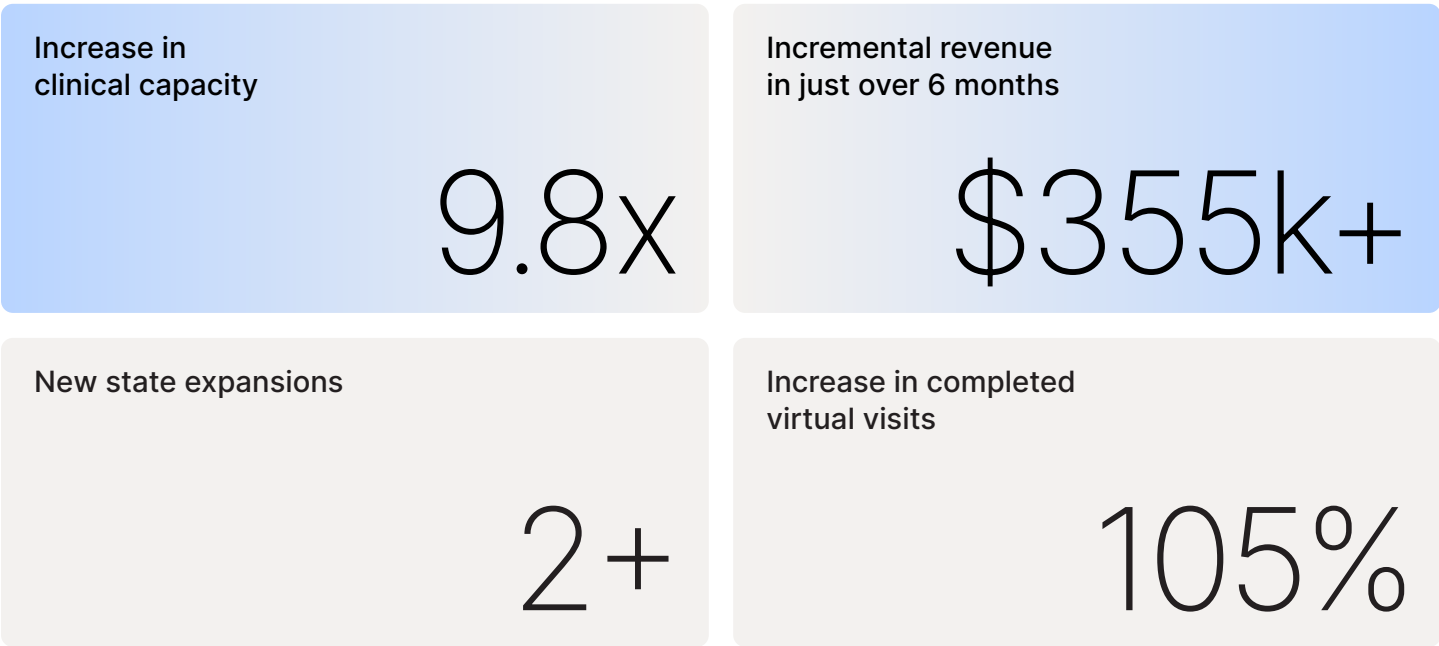 Increase in
clinical capacity
9.8x
Incremental revenue
in just over 6 months
$355k+
New state expansions
2+
Increase in completed
virtual visits
105%